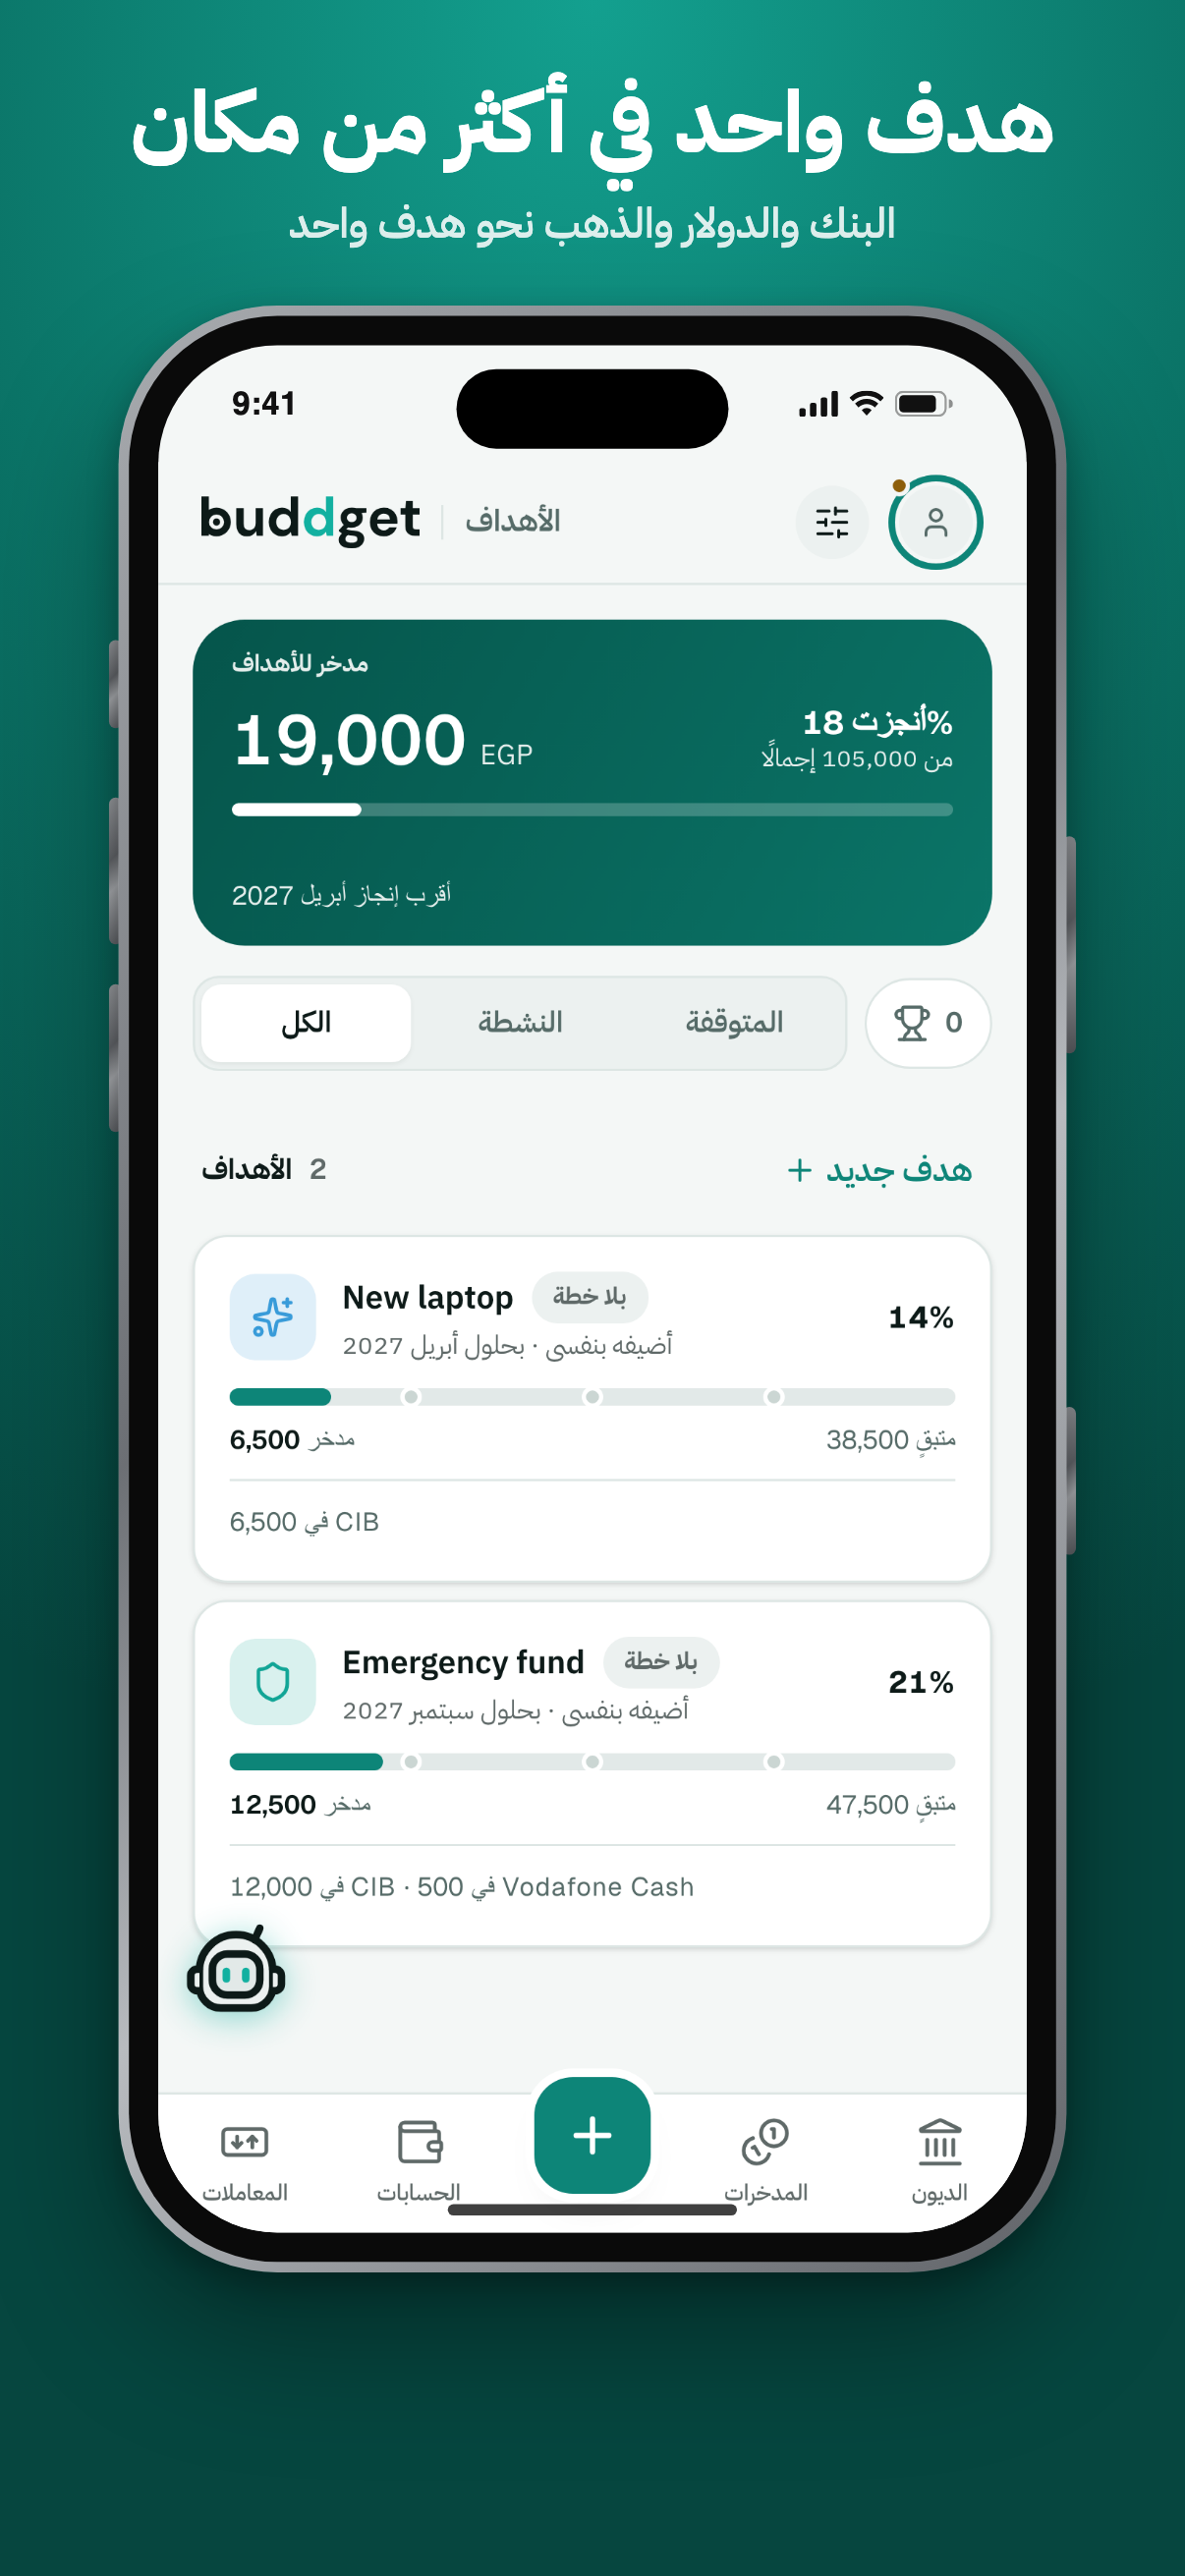 هدف واحد في أكثر من مكان
البنك والدولار والذهب نحو هدف واحد
9:41
buddget الأهداف
مدخر للأهداف
19,000 EGP
أنجزت 18%
من 105,000 إجمالًا
أقرب إنجاز أبريل 2027
الكل النشطة المتوقفة 0
الأهداف 2 هدف جديد +
New laptop بلا خطة
14%
أضيفه بنفسي · بحلول أبريل 2027
6,500 مدخر متبقٍ 38,500
6,500 في CIB
Emergency fund بلا خطة
21%
أضيفه بنفسي · بحلول سبتمبر 2027
12,500 مدخر متبقٍ 47,500
12,000 في CIB · 500 في Vodafone Cash
المعاملات الحسابات المدخرات الديون